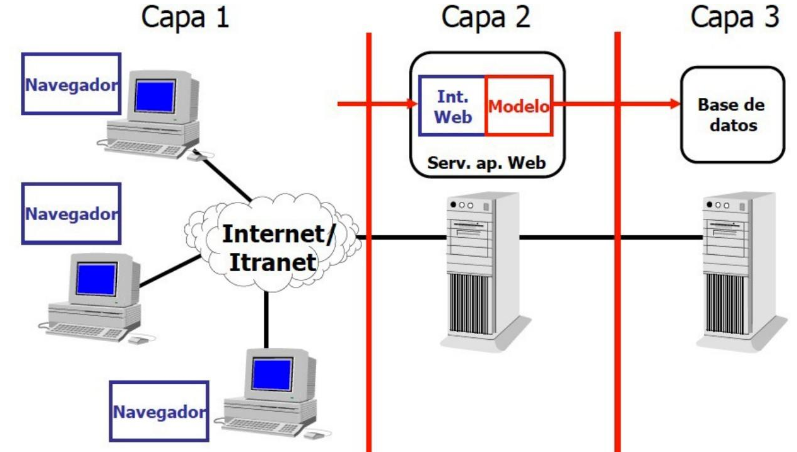 Capa 1
Capa 2
Capa 3
Navegador
Int.
Web
Modelo
Serv. ap. Web
Base de
datos
Navegador
Internet/
Itranet
Navegador